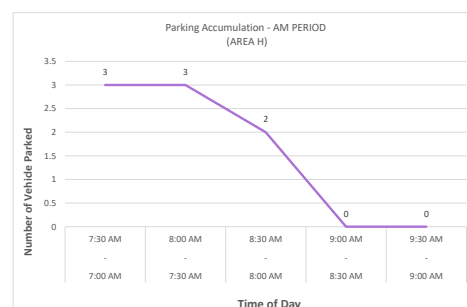 Parking Accumulation - AM PERIOD
(AREA H)
3.5
3
2.5
2
1.5
1
0.5
0
3
3
2
0
0
Number of Vehicle Parked
7:30 AM 8:00 AM 8:30 AM 9:00 AM 9:30 AM
- - - - -
7:00 AM 7:30 AM 8:00 AM 8:30 AM 9:00 AM
Time of Day